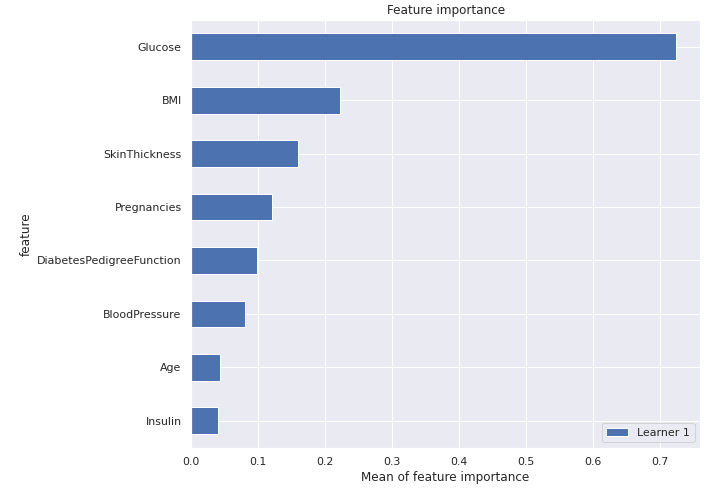 Feature importance
Glucose
BMI
SkinThickness
Pregnancies
DiabetesPedigreeFunction
BloodPressure
Age
Insulin
feature
Learner 1
0.0 0.1 0.2 0.3 0.4 0.5 0.6 0.7
Mean of feature importance